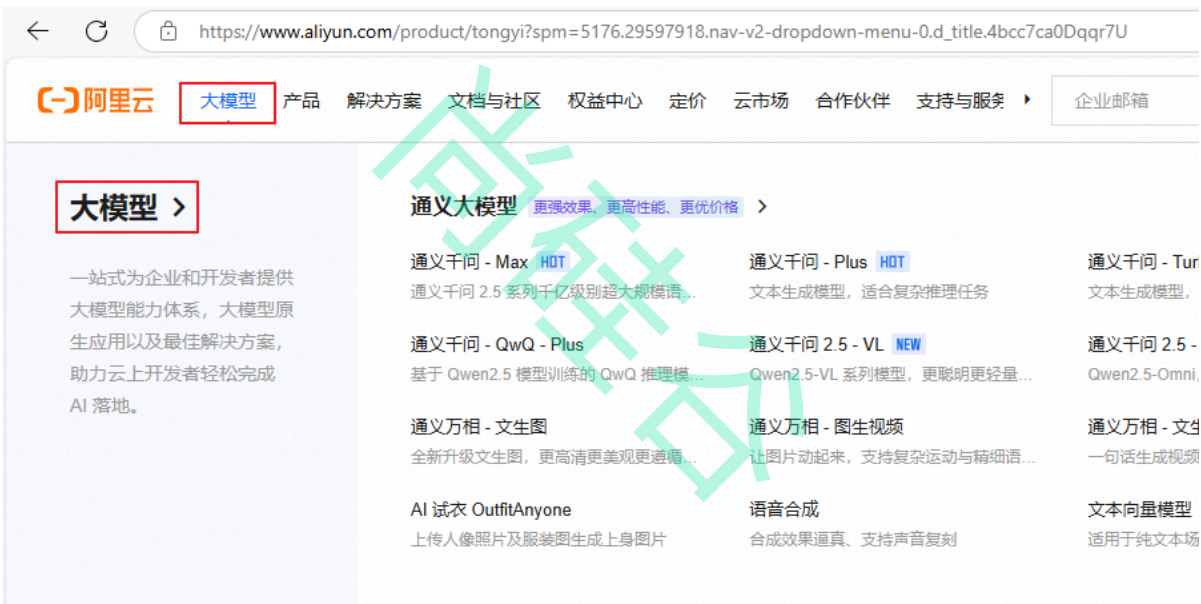 https://www.aliyun.com/product/tongyi?spm=5176.29597918.nav-v2-dropdown-menu-0.d_title.4bcc7ca0Dqqr7U
阿里云 大模型 产品 解决方案 文档与社区 权益中心 定价 云市场 合作伙伴 支持与服务 企业邮箱
大模型
一站式为企业和开发者提供
大模型能力体系，大模型原
生应用以及最佳解决方案，
助力云上开发者轻松完成
AI 落地。
通义大模型 更强效果、更高性能、更优价格
通义千问 - Max HOT 通义千问 - Plus HOT 通义千问 - Tur
通义千问 2.5 系列千亿级别超大规模语... 文本生成模型，适合复杂推理任务 文本生成模型，
通义千问 - QwQ - Plus 通义千问 2.5 - VL NEW 通义千问 2.5 -
基于 Qwen2.5 模型训练的 QwQ 推理模... Qwen2.5-VL 系列模型，更聪明更轻量... Qwen2.5-Omni,
通义万相 - 文生图 通义万相 - 图生视频 通义万相 - 文生
全新升级文生图，更高清更美观更遵循... 让图片动起来，支持复杂运动与精细语... 一句话生成视频
AI 试衣 OutfitAnyone 语音合成 文本向量模型
上传人像照片及服装图生成上身图片 合成效果逼真、支持声音复刻 适用于纯文本场
尚硅谷